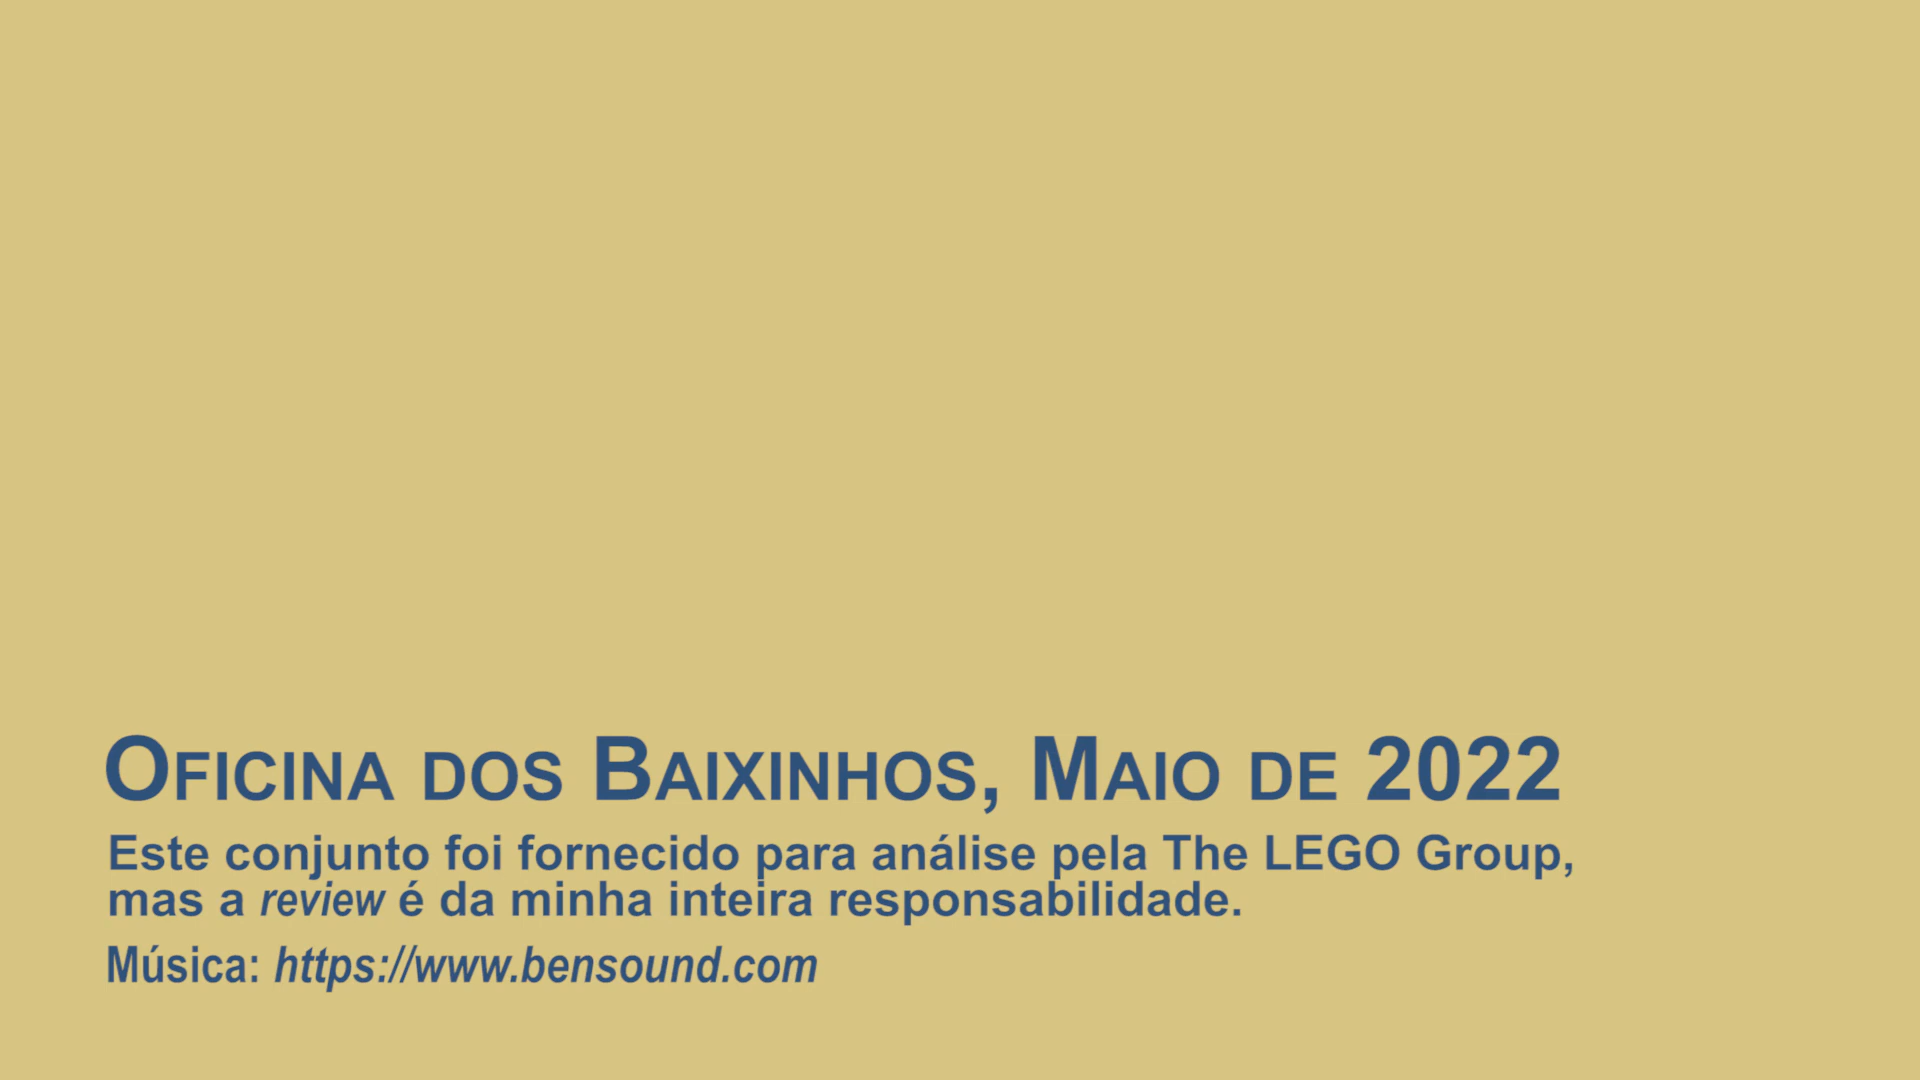 Oficina dos Baixinhos, Maio de 2022
Este conjunto foi fornecido para análise pela The LEGO Group,
mas a review é da minha inteira responsabilidade.
Música: https://www.bensound.com